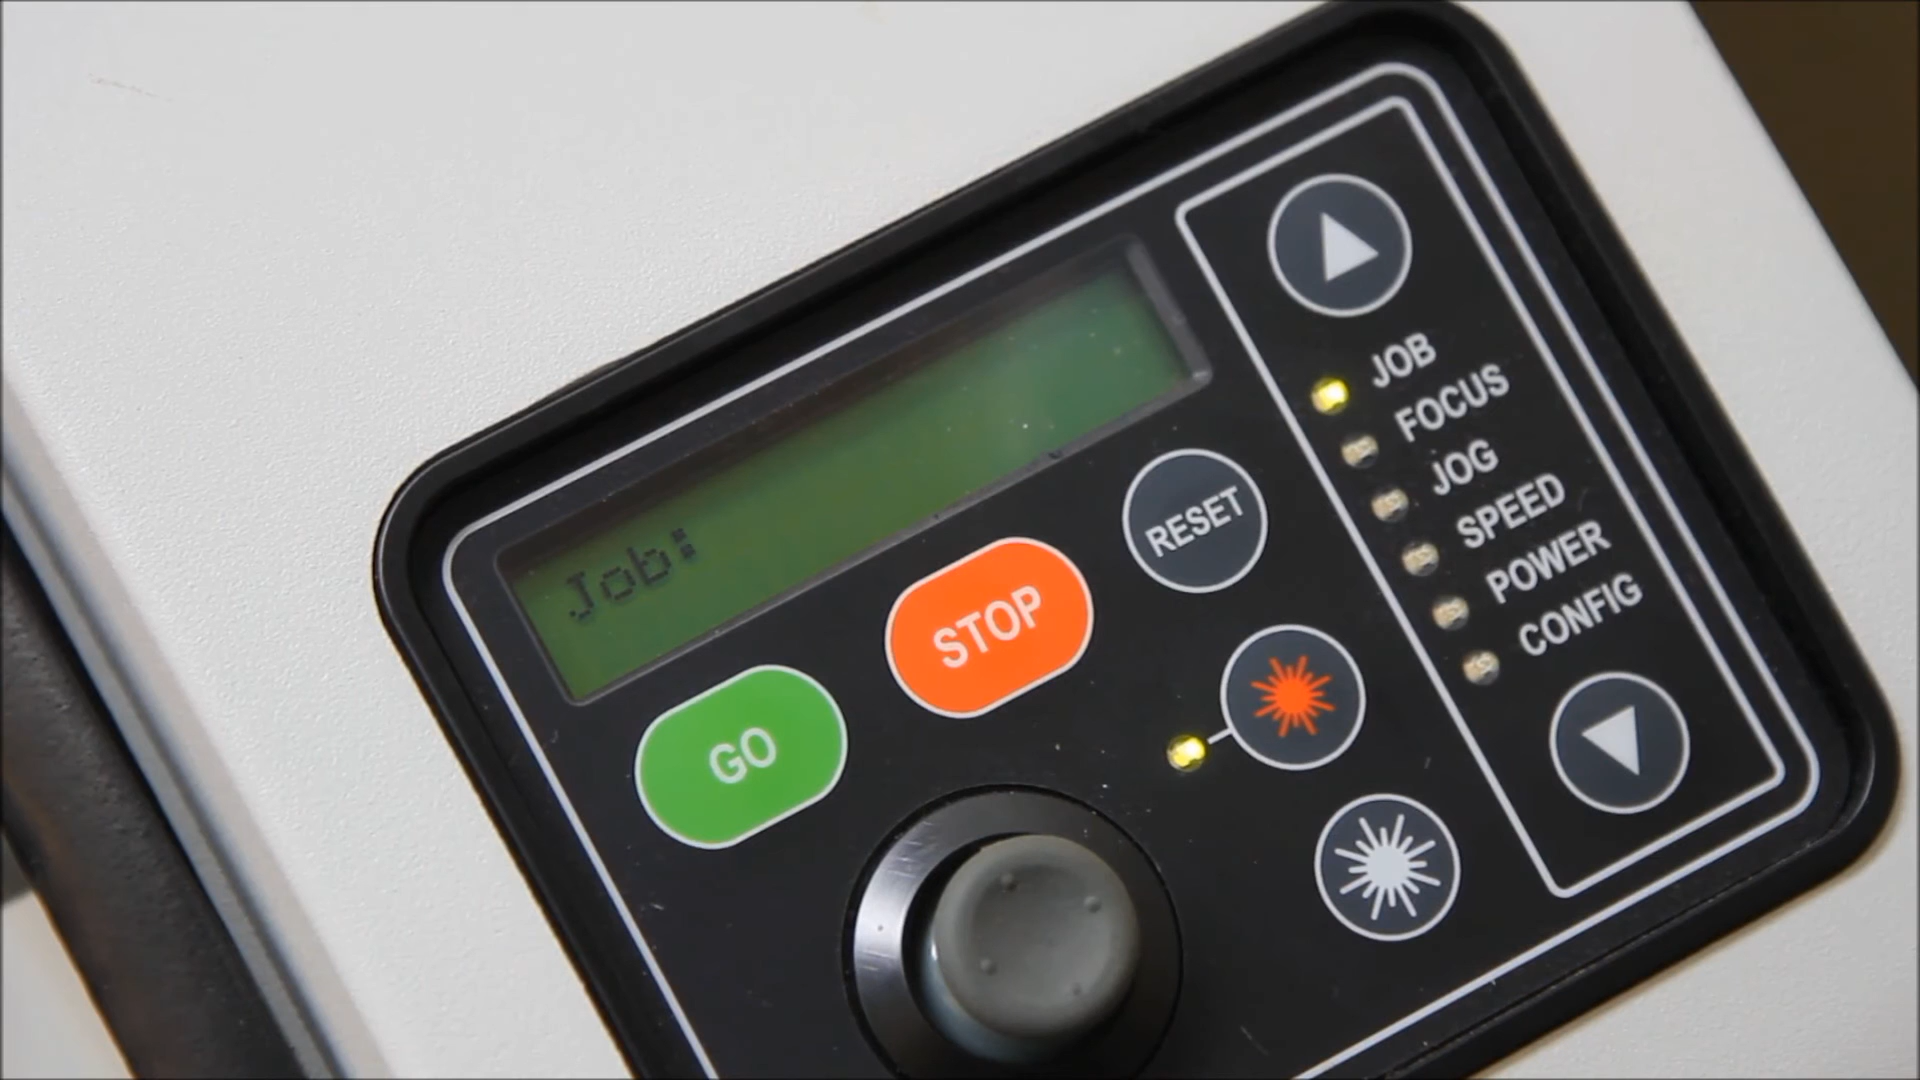 Job:
GO
STOP
RESET
JOB
FOCUS
JOG
SPEED
POWER
CONFIG